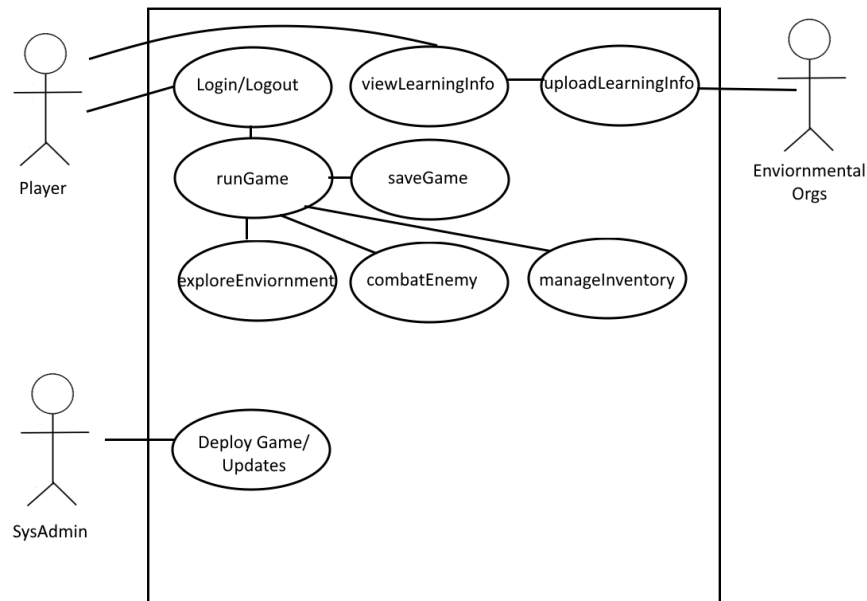 Login/Logout
viewLearningInfo
uploadLearningInfo
Player
runGame
saveGame
Enviornmental
Orgs
exploreEnviornment
combatEnemy
manageInventory
Deploy Game/
Updates
SysAdmin